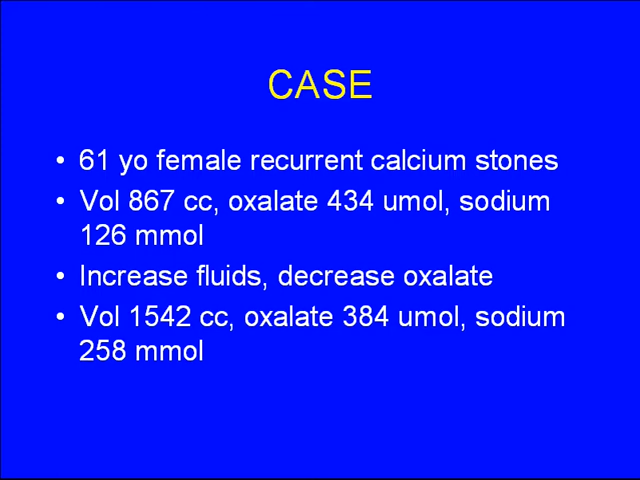 CASE
• 61 yo female recurrent calcium stones
• Vol 867 cc, oxalate 434 umol, sodium
126 mmol
• Increase fluids, decrease oxalate
• Vol 1542 cc, oxalate 384 umol, sodium
258 mmol